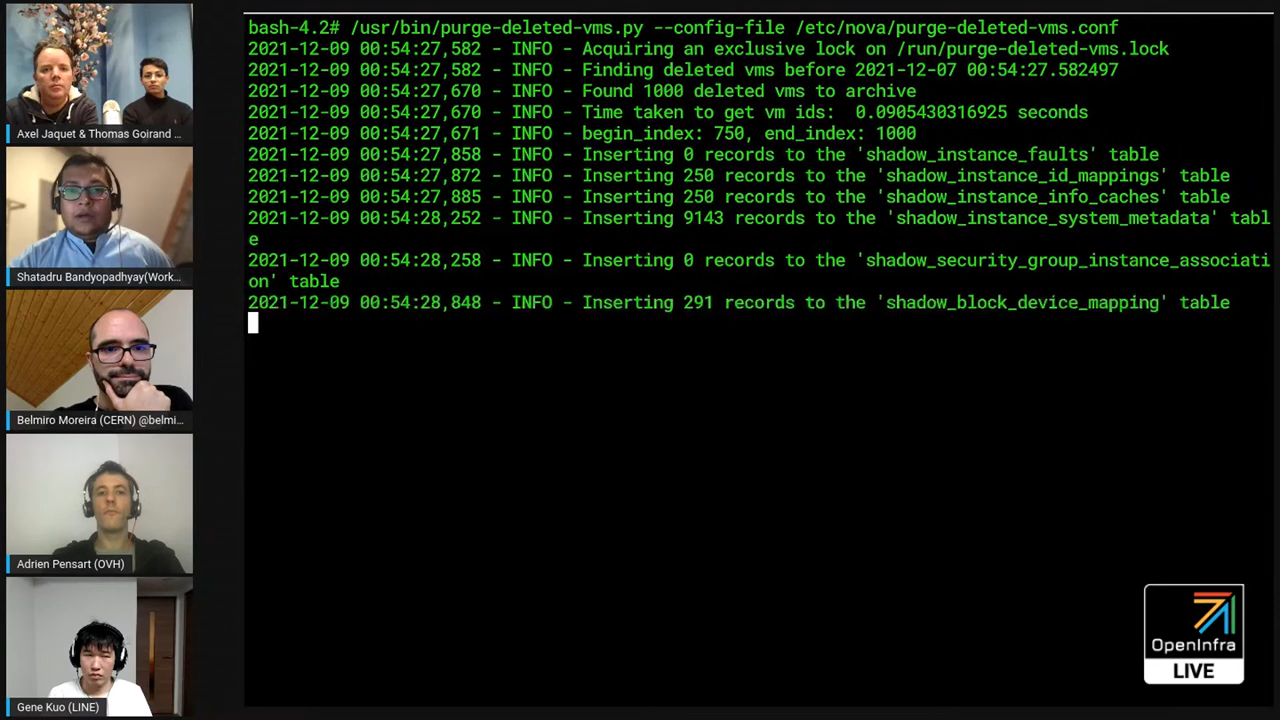 Axel Jaquet & Thomas Goirand ...
Shatadru Bandyopadhyay(Work...
Belmiro Moreira (CERN) @belmi...
Adrien Pensart (OVH)
Gene Kuo (LINE)
bash-4.2# /usr/bin/purge-deleted-vms.py --config-file /etc/nova/purge-deleted-vms.conf
2021-12-09 00:54:27,582 - INFO - Acquiring an exclusive lock on /run/purge-deleted-vms.lock
2021-12-09 00:54:27,582 - INFO - Finding deleted vms before 2021-12-07 00:54:27.582497
2021-12-09 00:54:27,670 - INFO - Found 1000 deleted vms to archive
2021-12-09 00:54:27,670 - INFO - Time taken to get vm ids:  0.0905430316925 seconds
2021-12-09 00:54:27,671 - INFO - begin_index: 750, end_index: 1000
2021-12-09 00:54:27,858 - INFO - Inserting 0 records to the 'shadow_instance_faults' table
2021-12-09 00:54:27,872 - INFO - Inserting 250 records to the 'shadow_instance_id_mappings' table
2021-12-09 00:54:27,885 - INFO - Inserting 250 records to the 'shadow_instance_info_caches' table
2021-12-09 00:54:28,252 - INFO - Inserting 9143 records to the 'shadow_instance_system_metadata' tabl
e
2021-12-09 00:54:28,258 - INFO - Inserting 0 records to the 'shadow_security_group_instance_associati
on' table
2021-12-09 00:54:28,848 - INFO - Inserting 291 records to the 'shadow_block_device_mapping' table
OpenInfra
LIVE